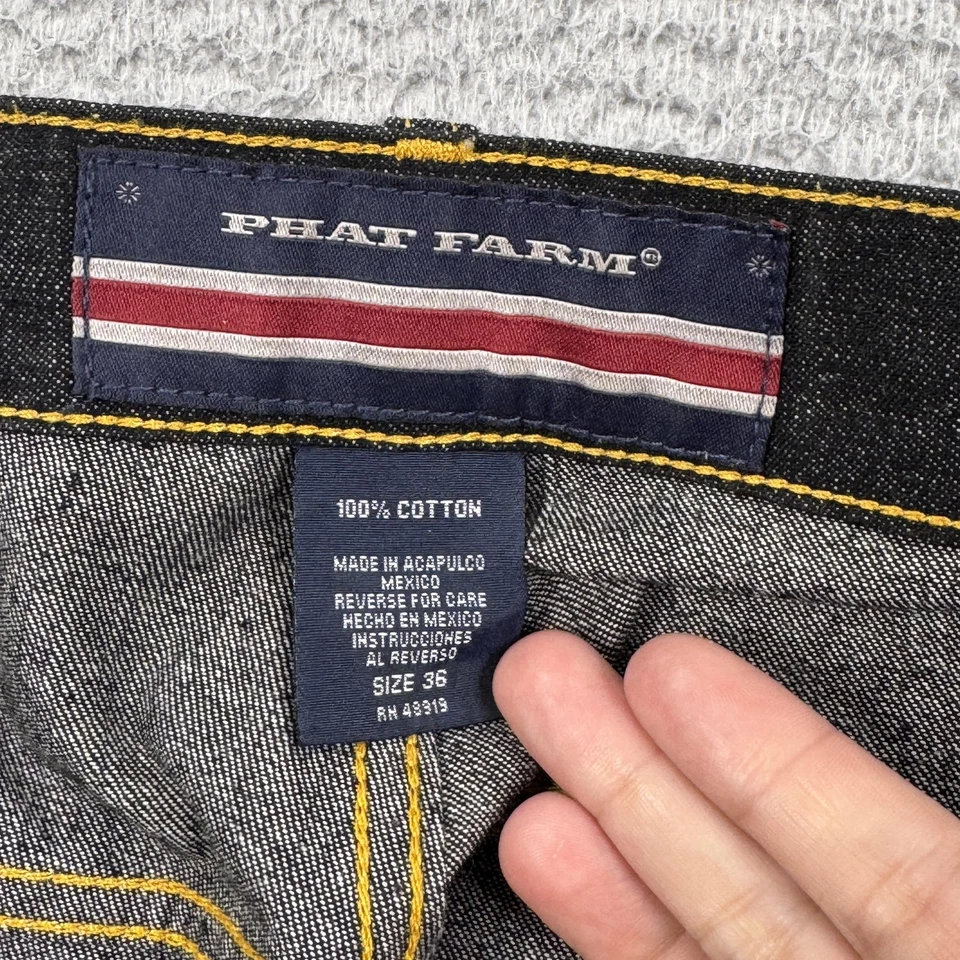 PHAT FARM®
100% COTTON
MADE IN ACAPULCO
MEXICO
REVERSE FOR CARE
HECHO EN MEXICO
INSTRUCCIONES
AL REVERSO
SIZE 36
RN 48919